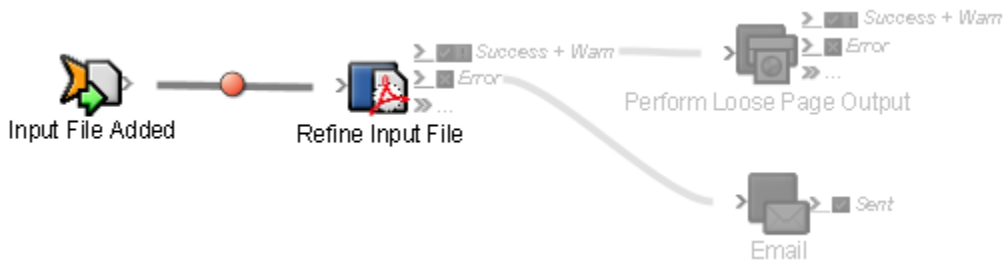 Success + Warn
Error
...
Input File Added
Refine Input File
Success + Warn
Error
...
Perform Loose Page Output
Sent
Email